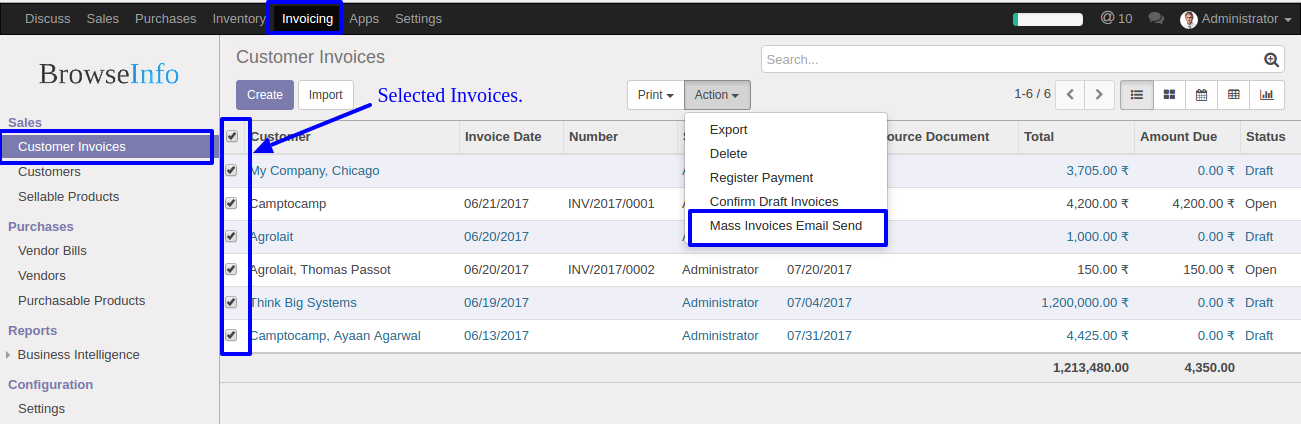 Discuss Sales Purchases Inventory Invoicing Apps Settings @ 10 Administrator
BrowseInfo
Sales
Customer Invoices
Customers
Sellable Products
Purchases
Vendor Bills
Vendors
Purchasable Products
Reports
Business Intelligence
Configuration
Settings
Customer Invoices
Search...
Create Import Selected Invoices. Print Action 1-6 / 6
Export
Delete
Register Payment
Confirm Draft Invoices
Mass Invoices Email Send
Customer Invoice Date Number S ource Document Total Amount Due Status
My Company, Chicago 3,705.00 ₹ 0.00 ₹ Draft
Camptocamp 06/21/2017 INV/2017/0001 4,200.00 ₹ 4,200.00 ₹ Open
Agrolait 06/20/2017 1,000.00 ₹ 0.00 ₹ Draft
Agrolait, Thomas Passot 06/20/2017 INV/2017/0002 Administrator 07/20/2017 150.00 ₹ 150.00 ₹ Open
Think Big Systems 06/19/2017 Administrator 07/04/2017 1,200,000.00 ₹ 0.00 ₹ Draft
Camptocamp, Ayaan Agarwal 06/13/2017 Administrator 07/31/2017 4,425.00 ₹ 0.00 ₹ Draft
1,213,480.00 4,350.00